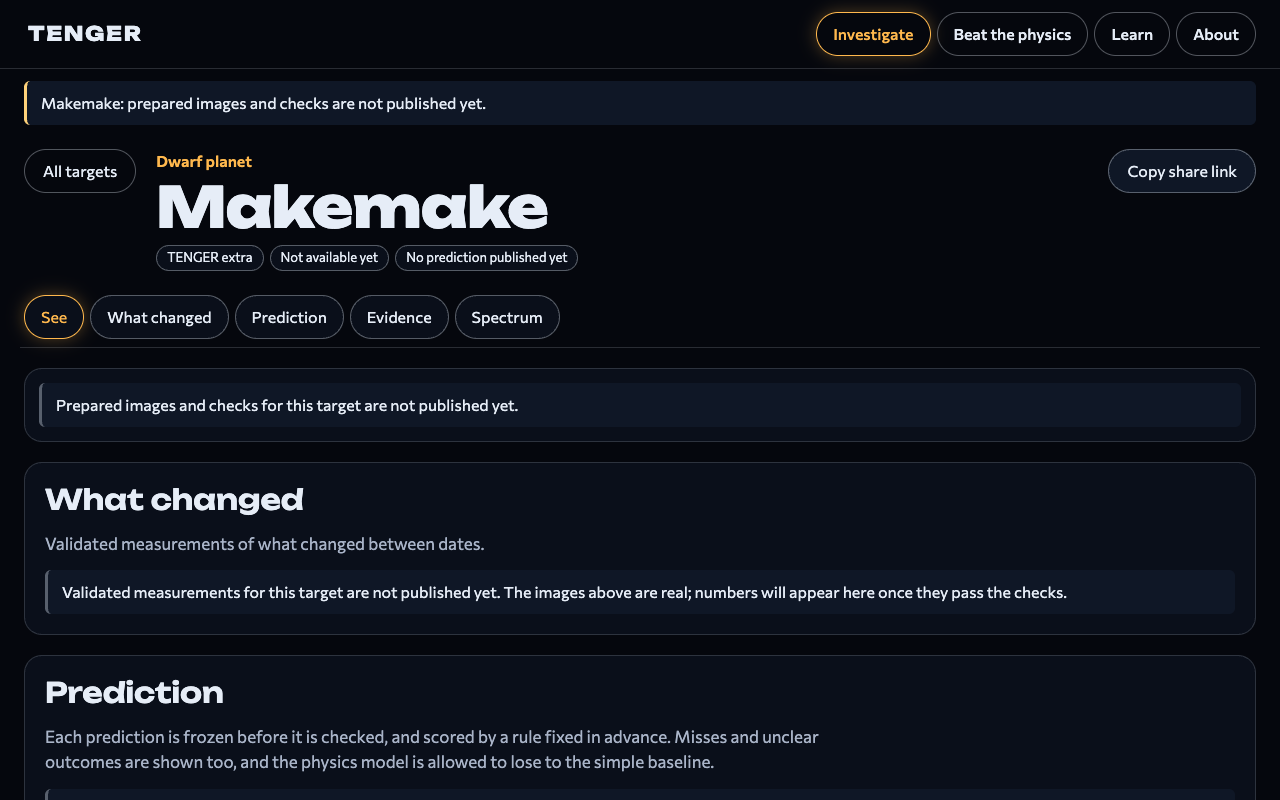 TENGER
Investigate
Beat the physics
Learn
About
Makemake: prepared images and checks are not published yet.
All targets
Dwarf planet
Makemake
TENGER extra
Not available yet
No prediction published yet
Copy share link
See
What changed
Prediction
Evidence
Spectrum
Prepared images and checks for this target are not published yet.
What changed
Validated measurements of what changed between dates.
Validated measurements for this target are not published yet. The images above are real; numbers will appear here once they pass the checks.
Prediction
Each prediction is frozen before it is checked, and scored by a rule fixed in advance. Misses and unclear
outcomes are shown too, and the physics model is allowed to lose to the simple baseline.